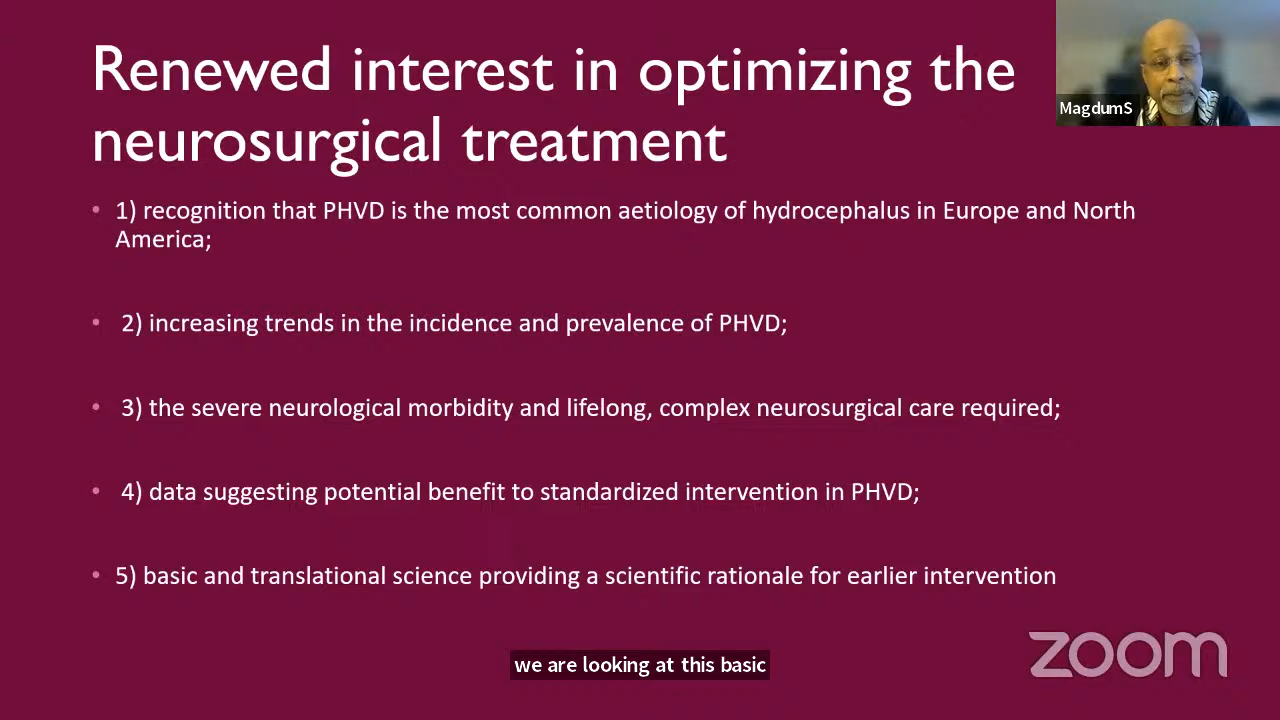 Renewed interest in optimizing the
neurosurgical treatment
MagdumS
• 1) recognition that PHVD is the most common aetiology of hydrocephalus in Europe and North
America;
• 2) increasing trends in the incidence and prevalence of PHVD;
• 3) the severe neurological morbidity and lifelong, complex neurosurgical care required;
• 4) data suggesting potential benefit to standardized intervention in PHVD;
• 5) basic and translational science providing a scientific rationale for earlier intervention
we are looking at this basic
zoom